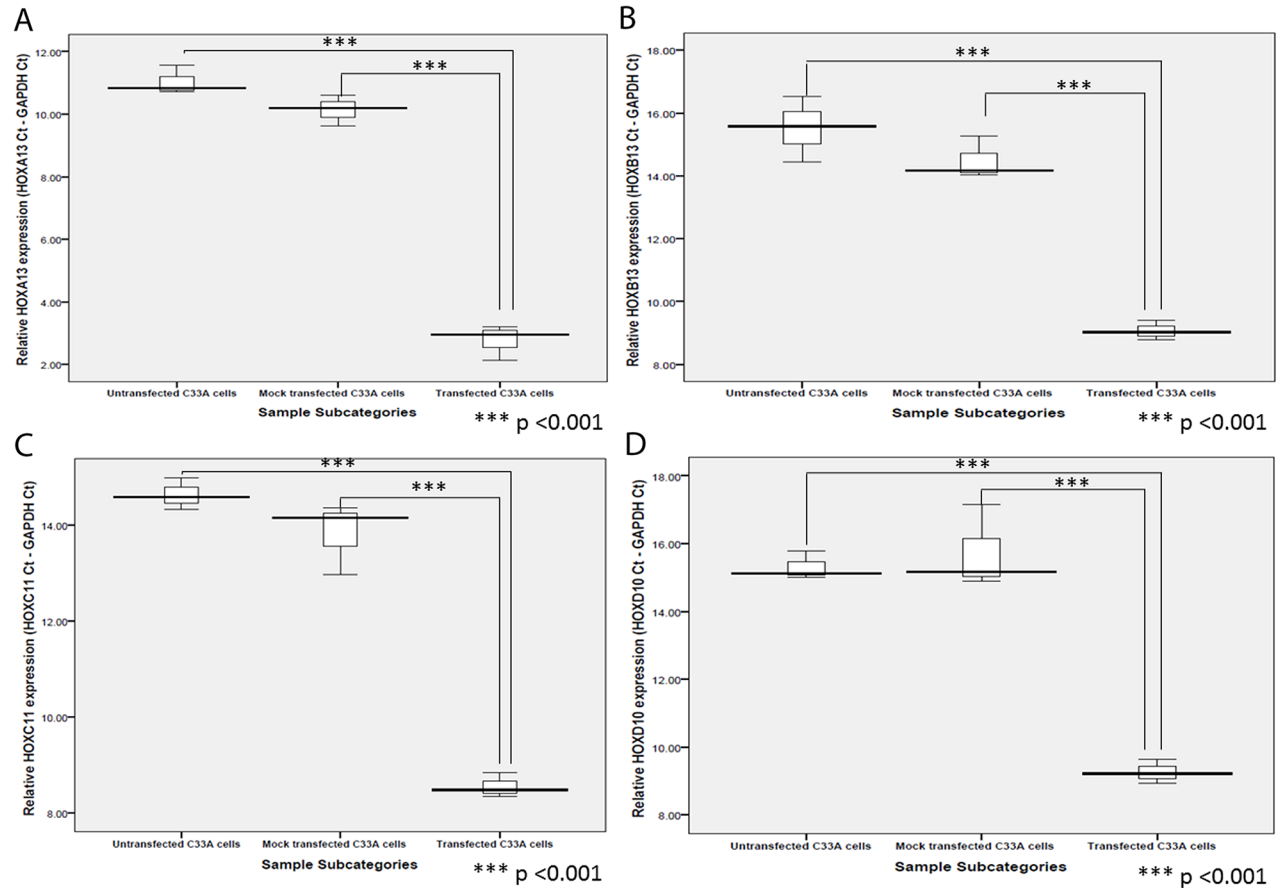 A
Relative HOXA13 expression (HOXA13 Ct - GAPDH Ct)
12.00
10.00
8.00
6.00
4.00
2.00
***
***
Untransfected C33A cells
Mock transfected C33A cells
Transfected C33A cells
Sample Subcategories
*** p <0.001
B
Relative HOXB13 expression (HOXB13 Ct - GAPDH Ct)
18.00
16.00
14.00
12.00
10.00
8.00
***
***
Untransfected C33A cells
Mock transfected C33A cells
Transfected C33A cells
Sample Subcategories
*** p <0.001
C
Relative HOXC11 expression (HOXC11 Ct - GAPDH Ct)
14.00
12.00
10.00
8.00
***
***
Untransfected C33A cells
Mock transfected C33A cells
Transfected C33A cells
Sample Subcategories
*** p <0.001
D
Relative HOXD10 expression (HOXD10 Ct - GAPDH Ct)
18.00
16.00
14.00
12.00
10.00
8.00
***
***
Untransfected C33A cells
Mock transfected C33A cells
Transfected C33A cells
Sample Subcategories
*** p <0.001